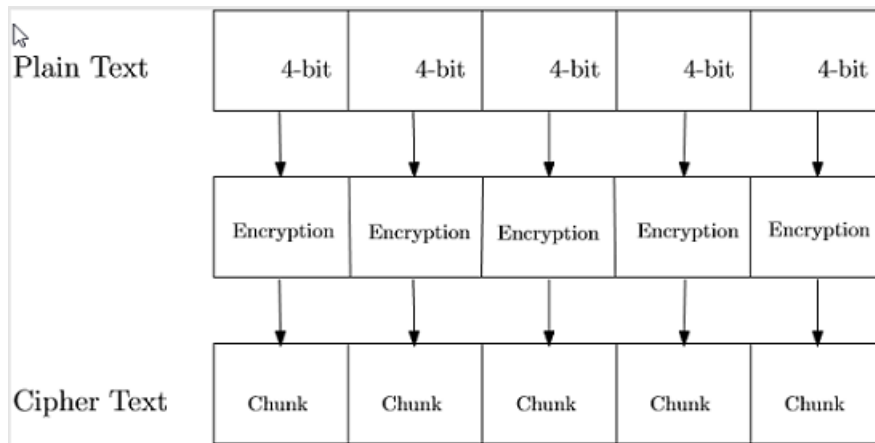 Plain Text 4-bit 4-bit 4-bit 4-bit 4-bit
Encryption Encryption Encryption Encryption Encryption
Cipher Text Chunk Chunk Chunk Chunk Chunk